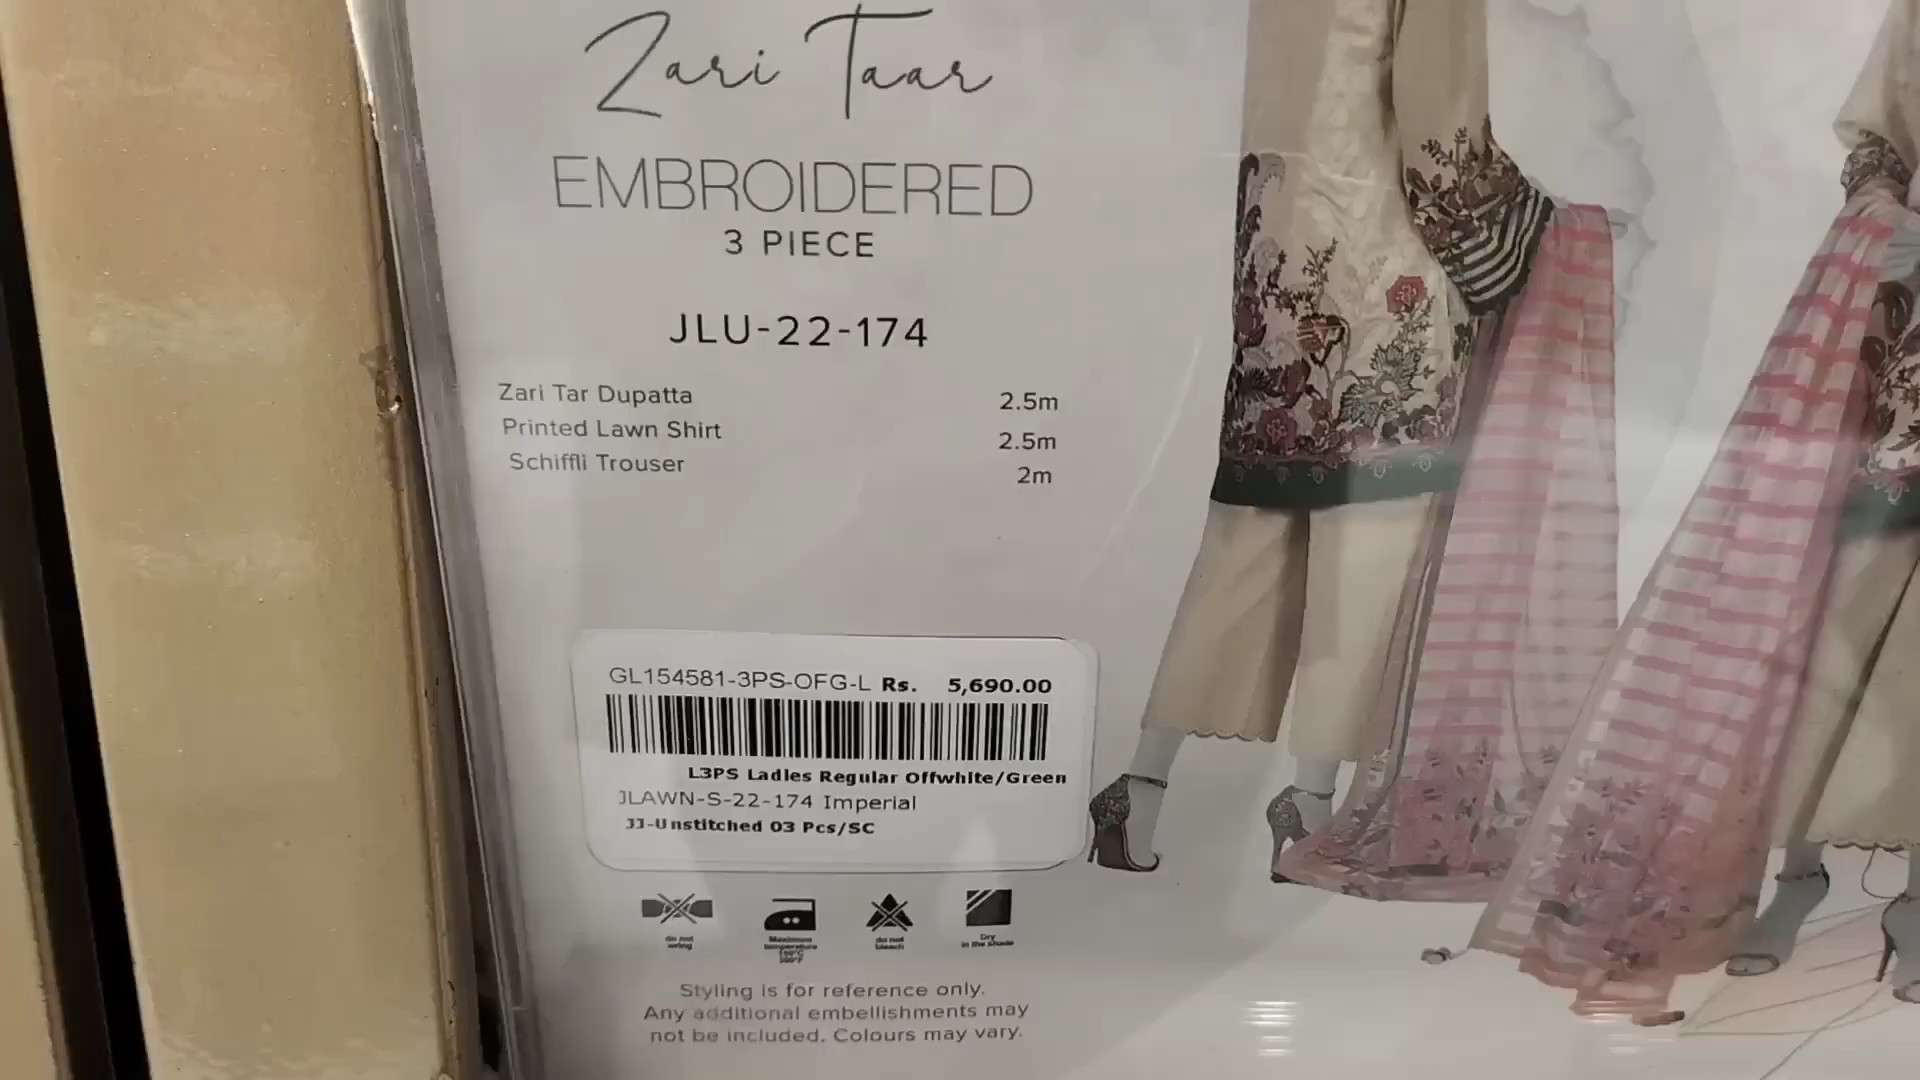 Zari Taar
EMBROIDERED
3 PIECE
JLU-22-174
Zari Tar Dupatta 2.5m
Printed Lawn Shirt 2.5m
Schiffli Trouser 2m
GL154581-3PS-OFG-L Rs. 5,690.00
L3PS Ladies Regular Offwhite/Green
JLAWN-S-22-174 Imperial
JJ-Unstitched 03 Pcs/SC
do not wring
Maximum temperature
do not bleach
Dry in the shade
Styling is for reference only.
Any additional embellishments may
not be included. Colours may vary.